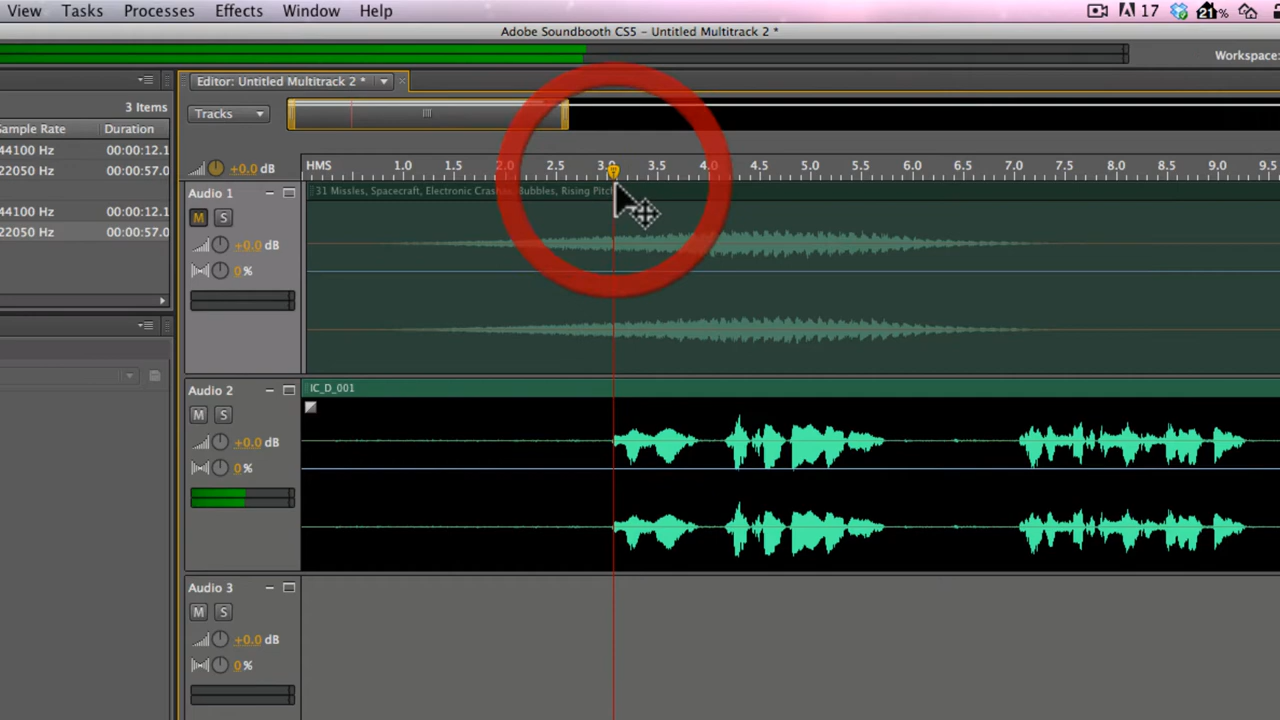 View Tasks Processes Effects Window Help 17 21%
Adobe Soundbooth CS5 – Untitled Multitrack 2 *
Workspace:
Editor: Untitled Multitrack 2 *
3 Items
Tracks
Sample Rate Duration
44100 Hz 00:00:12.1
22050 Hz 00:00:57.0
+0.0 dB
HMS 1.0 1.5 2.0 2.5 3.0 3.5 4.0 4.5 5.0 5.5 6.0 6.5 7.0 7.5 8.0 8.5 9.0 9.5
Audio 1
31 Missles, Spacecraft, Electronic Crashes, Bubbles, Rising Pitch
44100 Hz 00:00:12.1
22050 Hz 00:00:57.0
M S
+0.0 dB
0 %
Audio 2
IC_D_001
M S
+0.0 dB
0 %
Audio 3
M S
+0.0 dB
0 %